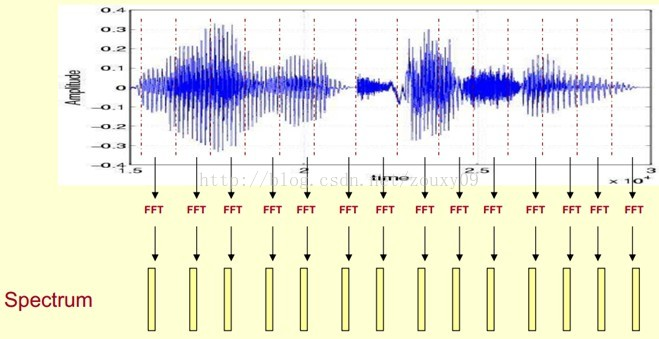 0.4
0.3
0.2
0.1
0
−0.1
−0.2
−0.3
−0.4
Amplitude
1.5 2 2.5 3
time
x 10⁴
http://blog.csdn.net/zouxy09
FFT FFT FFT FFT FFT FFT FFT FFT FFT FFT FFT FFT FFT FFT
Spectrum